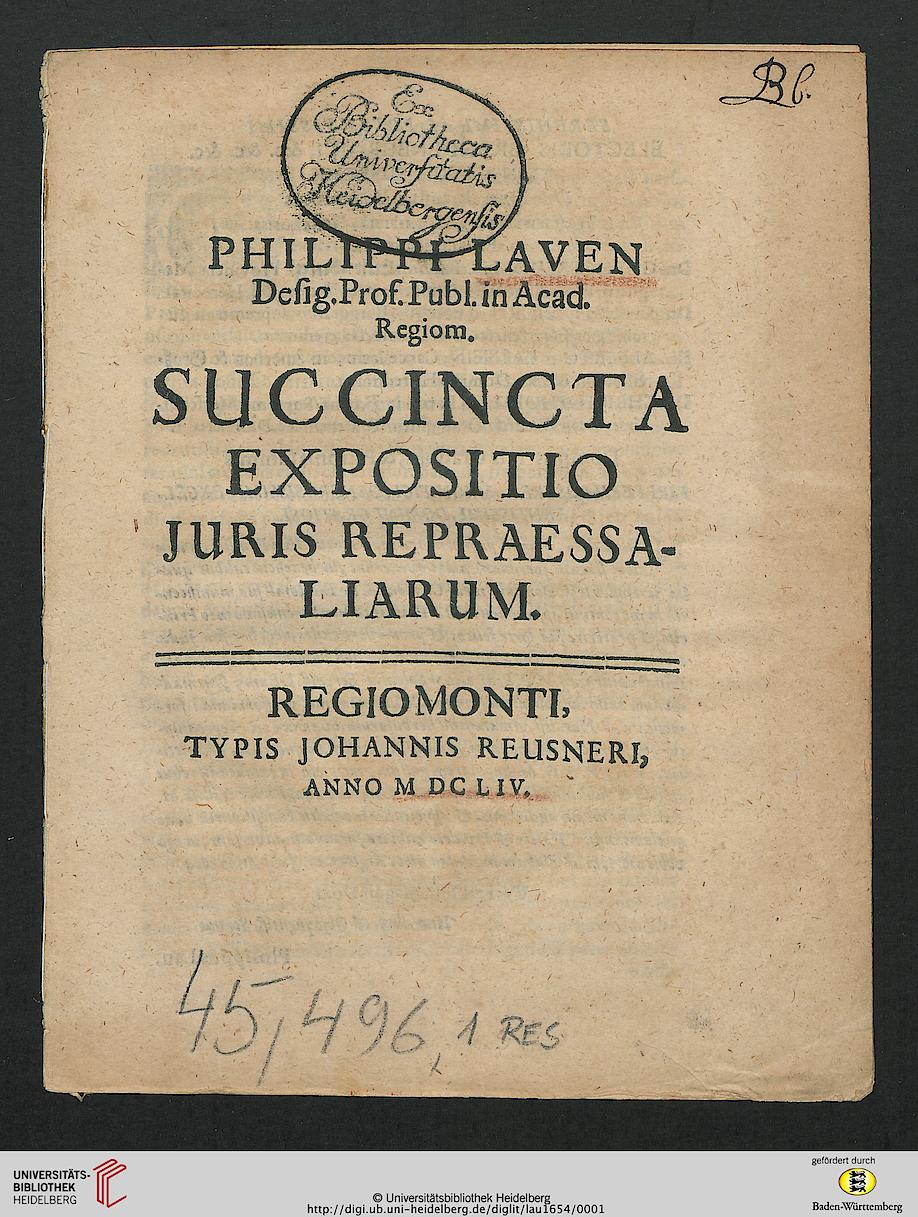 Bb.
Ex
Bibliotheca
Universitatis
Heidelbergensis
PHILIPPI LAVEN
Deſig. Prof. Publ. in Acad.
Regiom.
SUCCINCTA
EXPOSITIO
JURIS REPRAESSA-
LIARUM.
REGIOMONTI,
TYPIS JOHANNIS REUSNERI,
ANNO M DC LIV.
45,496,1 RES
UNIVERSITÄTS-
BIBLIOTHEK
HEIDELBERG
© Universitätsbibliothek Heidelberg
http://digi.ub.uni-heidelberg.de/diglit/lau1654/0001
gefördert durch
Baden-Württemberg